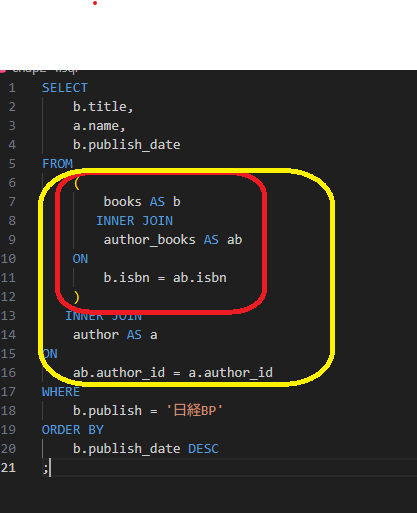 1 SELECT
2 b.title,
3 a.name,
4 b.publish_date
5 FROM
6 (
7 books AS b
8 INNER JOIN
9 author_books AS ab
10 ON
11 b.isbn = ab.isbn
12 )
13 INNER JOIN
14 author AS a
15 ON
16 ab.author_id = a.author_id
17 WHERE
18 b.publish = '日経BP'
19 ORDER BY
20 b.publish_date DESC
21 ;